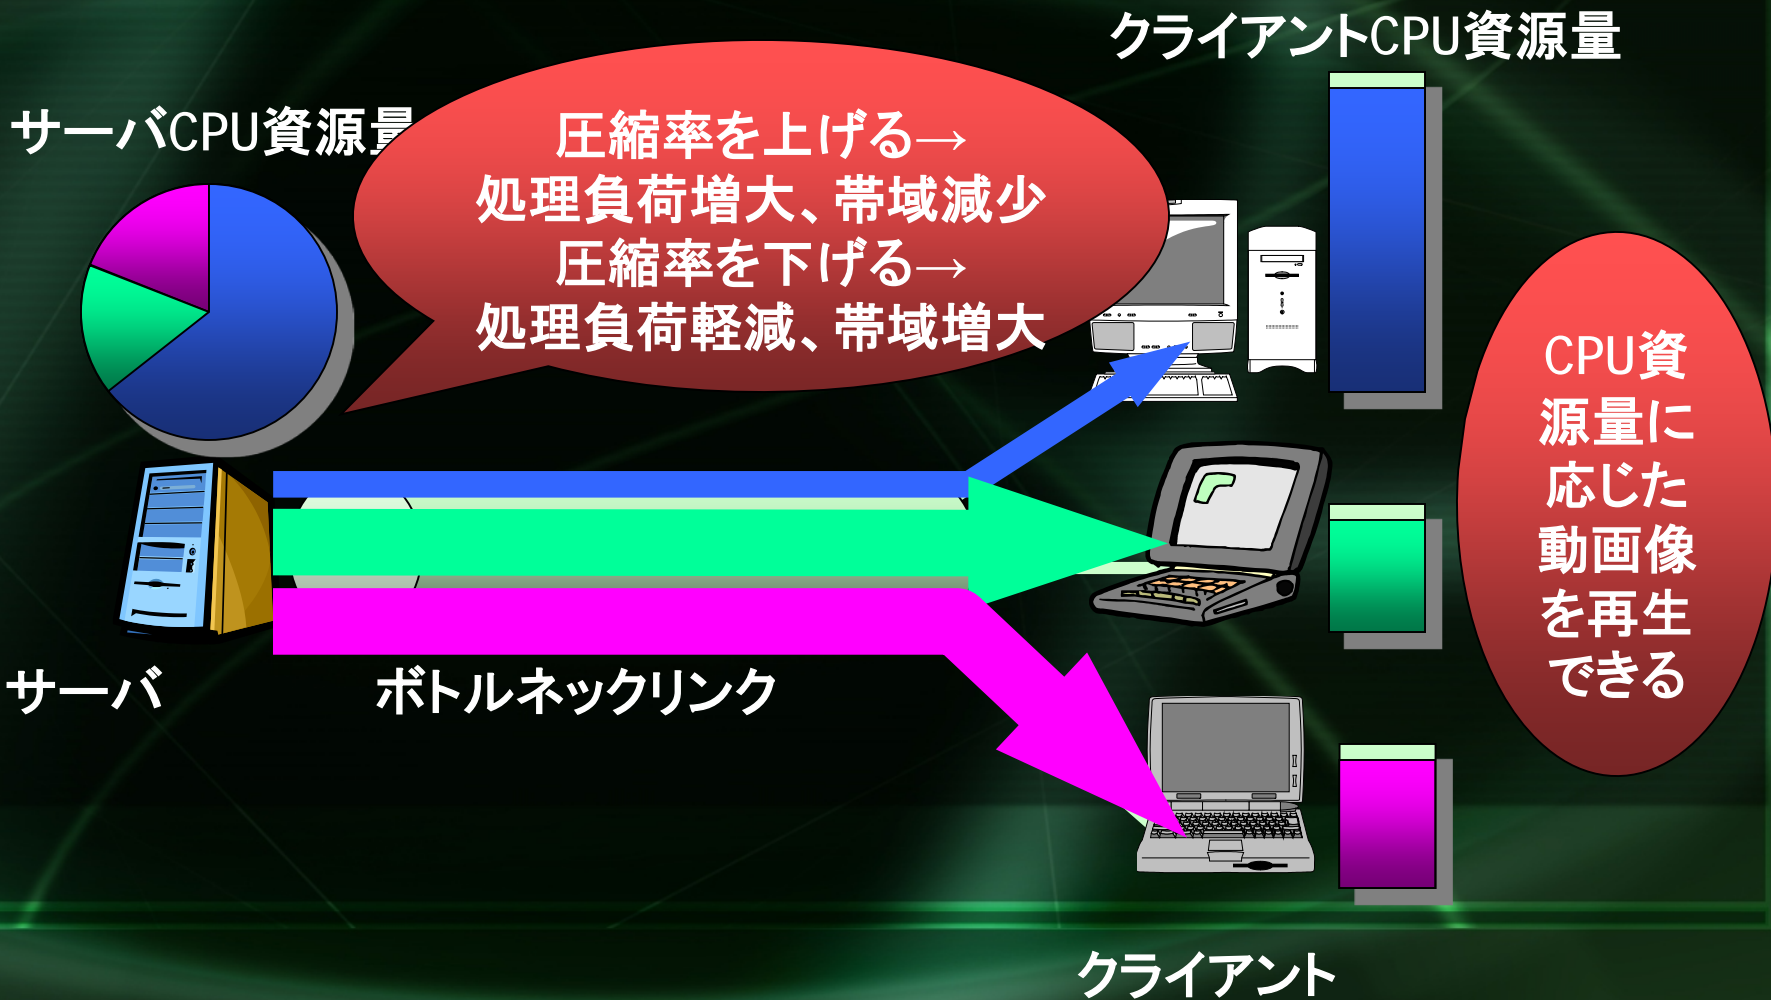 クライアントCPU資源量
サーバCPU資源量
圧縮率を上げる→
処理負荷増大、帯域減少
圧縮率を下げる→
処理負荷軽減、帯域増大
CPU資
源量に
応じた
動画像
を再生
できる
サーバ
ボトルネックリンク
クライアント